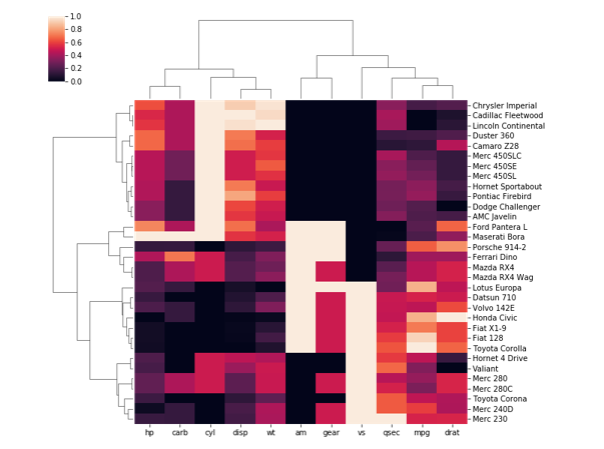 1.0
0.8
0.6
0.4
0.2
0.0
Chrysler Imperial
Cadillac Fleetwood
Lincoln Continental
Duster 360
Camaro Z28
Merc 450SLC
Merc 450SE
Merc 450SL
Hornet Sportabout
Pontiac Firebird
Dodge Challenger
AMC Javelin
Ford Pantera L
Maserati Bora
Porsche 914-2
Ferrari Dino
Mazda RX4
Mazda RX4 Wag
Lotus Europa
Datsun 710
Volvo 142E
Honda Civic
Fiat X1-9
Fiat 128
Toyota Corolla
Hornet 4 Drive
Valiant
Merc 280
Merc 280C
Toyota Corona
Merc 240D
Merc 230
hp carb cyl disp wt am gear vs qsec mpg drat